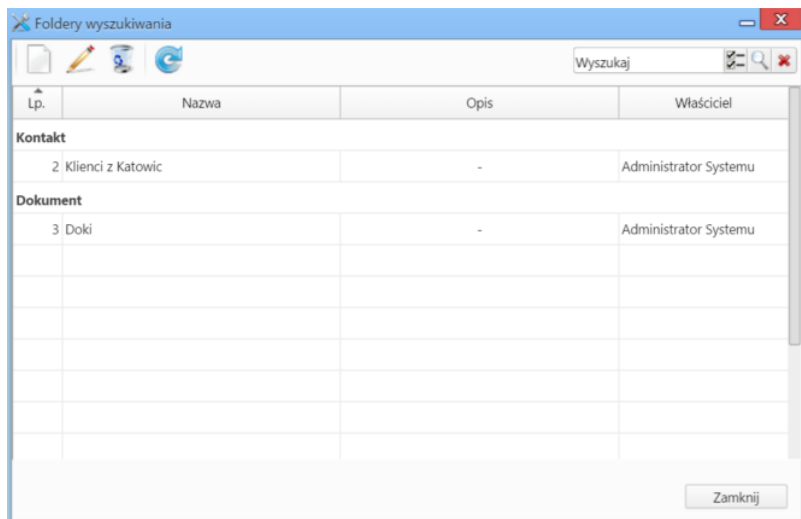 Foldery wyszukiwania
Wyszukaj
Lp. Nazwa Opis Właściciel
Kontakt
2 Klienci z Katowic - Administrator Systemu
Dokument
3 Doki - Administrator Systemu
Zamknij